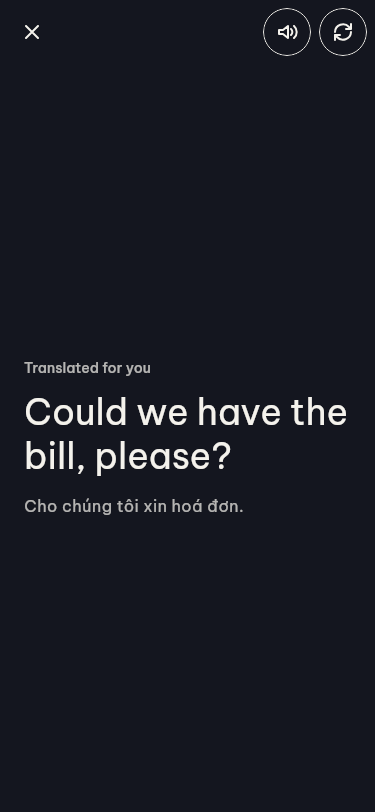 Translated for you
Could we have the
bill, please?
Cho chúng tôi xin hoá đơn.